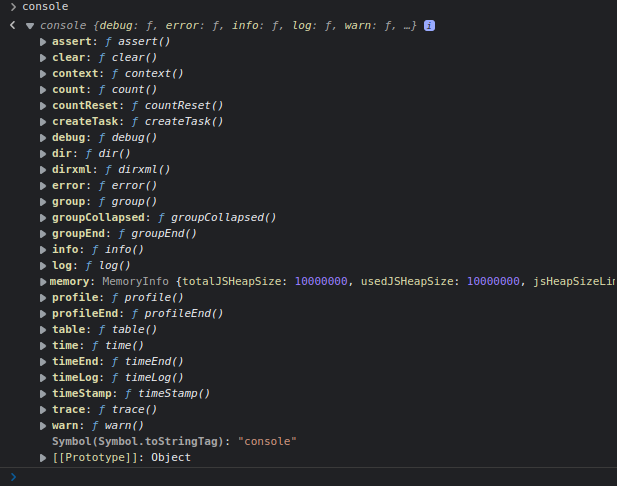 console
console {debug: ƒ, error: ƒ, info: ƒ, log: ƒ, warn: ƒ, …} i
assert: ƒ assert()
clear: ƒ clear()
context: ƒ context()
count: ƒ count()
countReset: ƒ countReset()
createTask: ƒ createTask()
debug: ƒ debug()
dir: ƒ dir()
dirxml: ƒ dirxml()
error: ƒ error()
group: ƒ group()
groupCollapsed: ƒ groupCollapsed()
groupEnd: ƒ groupEnd()
info: ƒ info()
log: ƒ log()
memory: MemoryInfo {totalJSHeapSize: 10000000, usedJSHeapSize: 10000000, jsHeapSizeLin
profile: ƒ profile()
profileEnd: ƒ profileEnd()
table: ƒ table()
time: ƒ time()
timeEnd: ƒ timeEnd()
timeLog: ƒ timeLog()
timeStamp: ƒ timeStamp()
trace: ƒ trace()
warn: ƒ warn()
Symbol(Symbol.toStringTag): "console"
[[Prototype]]: Object